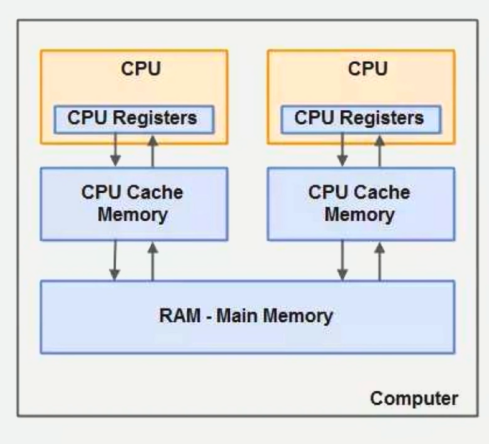 CPU
CPU
CPU Registers
CPU Registers
CPU Cache
Memory
CPU Cache
Memory
RAM - Main Memory
Computer